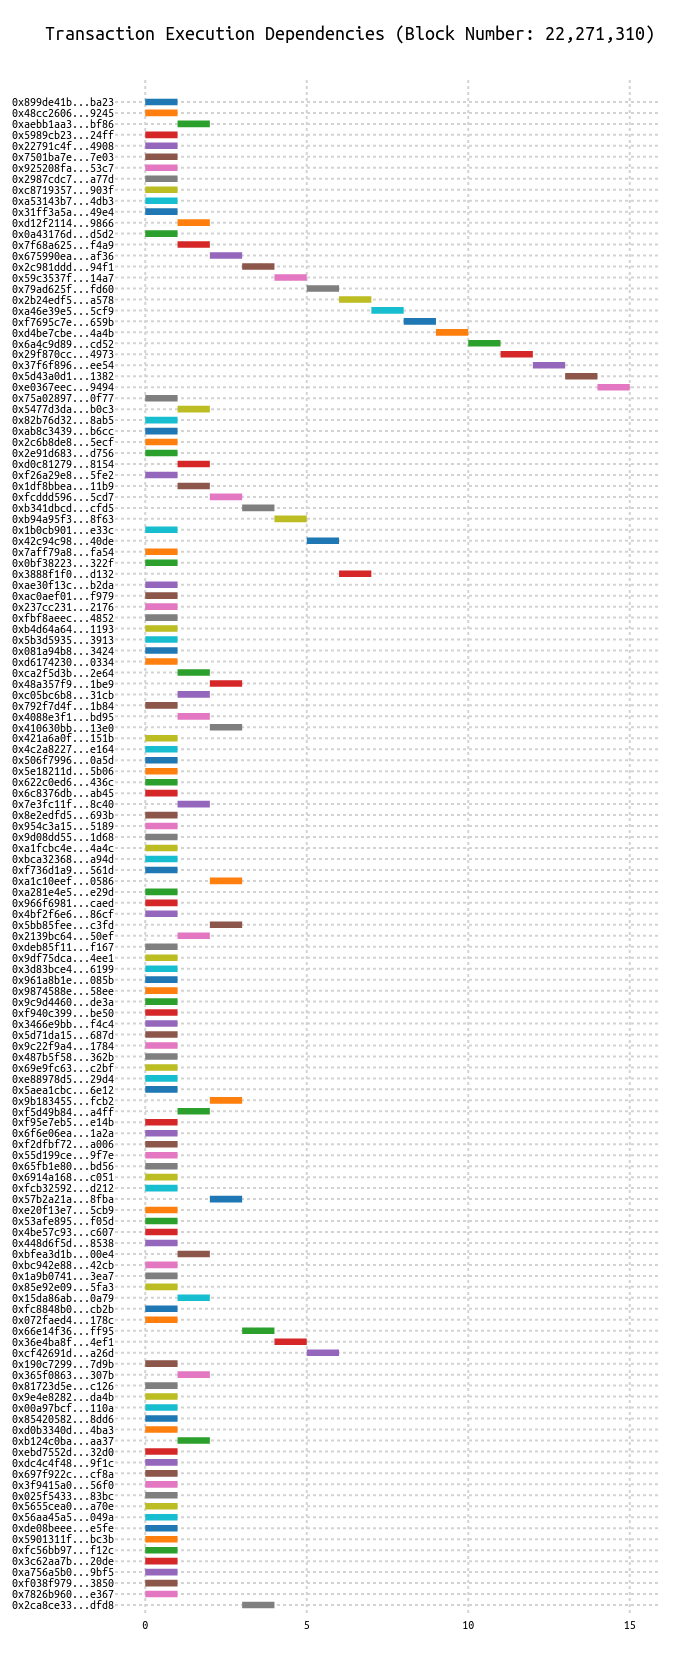 Transaction Execution Dependencies (Block Number: 22,271,310)
0x899de41b...ba23
0x48cc2606...9245
0xaebb1aa3...bf86
0x5989cb23...24ff
0x22791c4f...4908
0x7501ba7e...7e03
0x925208fa...53c7
0x2987cdc7...a77d
0xc8719357...903f
0xa53143b7...4db3
0x31ff3a5a...49e4
0xd12f2114...9866
0x0a43176d...d5d2
0x7f68a625...f4a9
0x675990ea...af36
0x2c981ddd...94f1
0x59c3537f...14a7
0x79ad625f...fd60
0x2b24edf5...a578
0xa46e39e5...5cf9
0xf7695c7e...659b
0xd4be7cbe...4a4b
0x6a4c9d89...cd52
0x29f870cc...4973
0x37f6f896...ee54
0x5d43a0d1...1382
0xe0367eec...9494
0x75a02897...0f77
0x5477d3da...b0c3
0x82b76d32...8ab5
0xab8c3439...b6cc
0x2c6b8de8...5ecf
0x2e91d683...d756
0xd0c81279...8154
0xf26a29e8...5fe2
0x1df8bbea...11b9
0xfcddd596...5cd7
0xb341dbcd...cfd5
0xb94a95f3...8f63
0x1b0cb901...e33c
0x42c94c98...40de
0x7aff79a8...fa54
0x0bf38223...322f
0x3888f1f0...d132
0xae30f13c...b2da
0xac0aef01...f979
0x237cc231...2176
0xfbf8aeec...4852
0xb4d64a64...1193
0x5b3d5935...3913
0x081a94b8...3424
0xd6174230...0334
0xca2f5d3b...2e64
0x48a357f9...1be9
0xc05bc6b8...31cb
0x792f7d4f...1b84
0x4088e3f1...bd95
0x410630bb...13e0
0x421a6a0f...151b
0x4c2a8227...e164
0x506f7996...0a5d
0x5e18211d...5b06
0x622c0ed6...436c
0x6c8376db...ab45
0x7e3fc11f...8c40
0x8e2edfd5...693b
0x954c3a15...5189
0x9d08dd55...1d68
0xa1fcbc4e...4a4c
0xbca32368...a94d
0xf736d1a9...561d
0xa1c10eef...0586
0xa281e4e5...e29d
0x966f6981...caed
0x4bf2f6e6...86cf
0x5bb85fee...c3fd
0x2139bc64...50ef
0xdeb85f11...f167
0x9df75dca...4ee1
0x3d83bce4...6199
0x961a8b1e...085b
0x9874588e...58ee
0x9c9d4460...de3a
0xf940c399...be50
0x3466e9bb...f4c4
0x5d71da15...687d
0x9c22f9a4...1784
0x487b5f58...362b
0x69e9fc63...c2bf
0xe88978d5...29d4
0x5aea1cbc...6e12
0x9b183455...fcb2
0xf5d49b84...a4ff
0xf95e7eb5...e14b
0x6f6e06ea...1a2a
0xf2dfbf72...a006
0x55d199ce...9f7e
0x65fb1e80...bd56
0x6914a168...c051
0xfcb32592...d212
0x57b2a21a...8fba
0xe20f13e7...5cb9
0x53afe895...f05d
0x4be57c93...c607
0x448d6f5d...8538
0xbfea3d1b...00e4
0xbc942e88...42cb
0x1a9b0741...3ea7
0x85e92e09...5fa3
0x15da86ab...0a79
0xfc8848b0...cb2b
0x072faed4...178c
0x66e14f36...ff95
0x36e4ba8f...4ef1
0xcf42691d...a26d
0x190c7299...7d9b
0x365f0863...307b
0x81723d5e...c126
0x9e4e8282...da4b
0x00a97bcf...110a
0x85420582...8dd6
0xd0b3340d...4ba3
0xb124c0ba...aa37
0xebd7552d...32d0
0xdc4c4f48...9f1c
0x697f922c...cf8a
0x3f9415a0...56f0
0x025f5433...83bc
0x5655cea0...a70e
0x56aa45a5...049a
0xde08beee...e5fe
0x5901311f...bc3b
0xfc56bb97...f12c
0x3c62aa7b...20de
0xa756a5b0...9bf5
0xf038f979...3850
0x7826b960...e367
0x2ca8ce33...dfd8
0 5 10 15